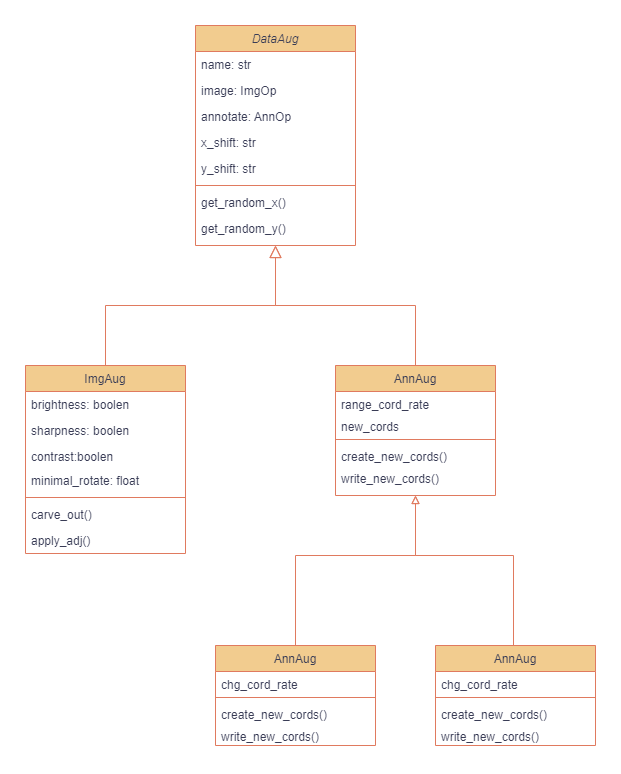 DataAug
name: str
image: ImgOp
annotate: AnnOp
x_shift: str
y_shift: str
get_random_x()
get_random_y()
ImgAug
brightness: boolen
sharpness: boolen
contrast:boolen
minimal_rotate: float
carve_out()
apply_adj()
AnnAug
range_cord_rate
new_cords
create_new_cords()
write_new_cords()
AnnAug
chg_cord_rate
create_new_cords()
write_new_cords()
AnnAug
chg_cord_rate
create_new_cords()
write_new_cords()